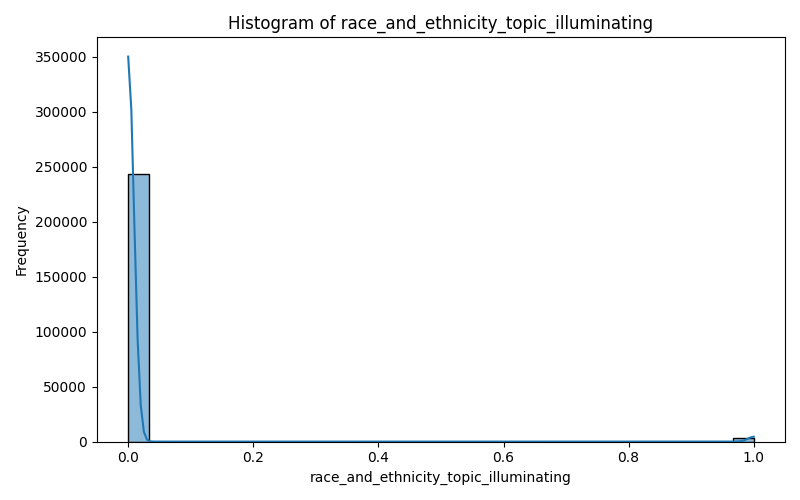 Histogram of race_and_ethnicity_topic_illuminating
350000
300000
250000
200000
150000
100000
50000
0
Frequency
0.0 0.2 0.4 0.6 0.8 1.0
race_and_ethnicity_topic_illuminating